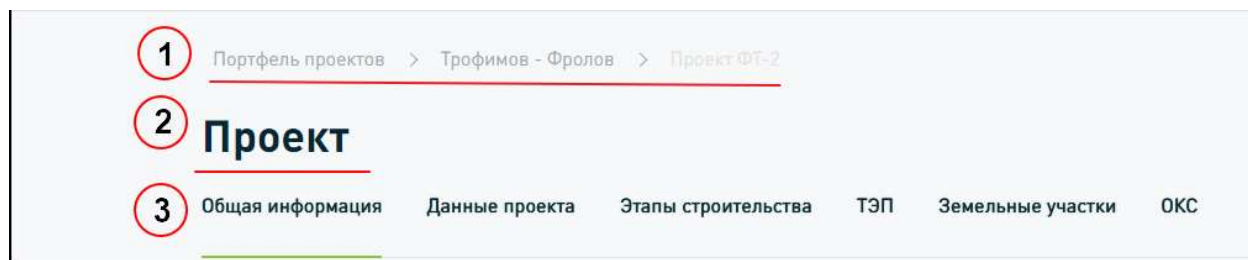 1 Портфель проектов > Трофимов - Фролов > Проект ФТ-2
2 Проект
3 Общая информация Данные проекта Этапы строительства ТЭП Земельные участки ОКС